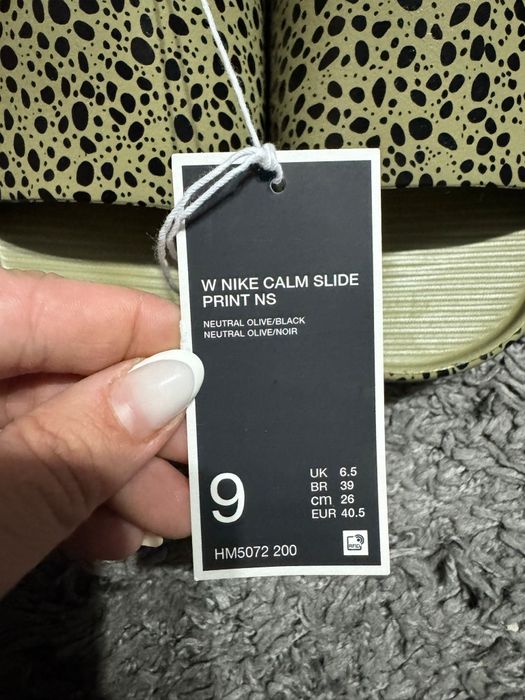 W NIKE CALM SLIDE
PRINT NS
NEUTRAL OLIVE/BLACK
NEUTRAL OLIVE/NOIR
9
UK 6.5
BR 39
cm 26
EUR 40.5
HM5072 200
RFID